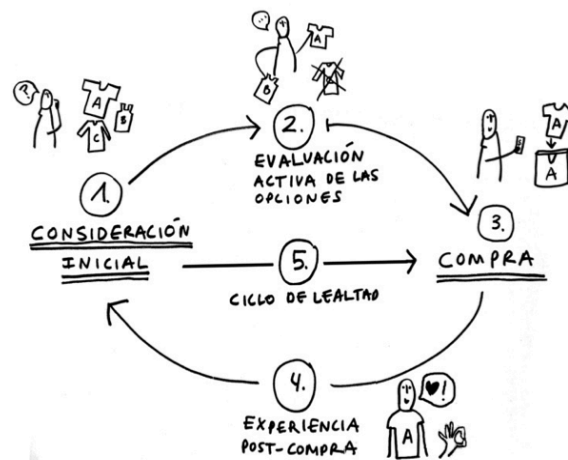 ...
A
B
?
A
B
C
A
A
1.
CONSIDERACIÓN
INICIAL
2.
EVALUACIÓN
ACTIVA DE LAS
OPCIONES
3.
COMPRA
5.
CICLO DE LEALTAD
4.
EXPERIENCIA
POST-COMPRA
!
A